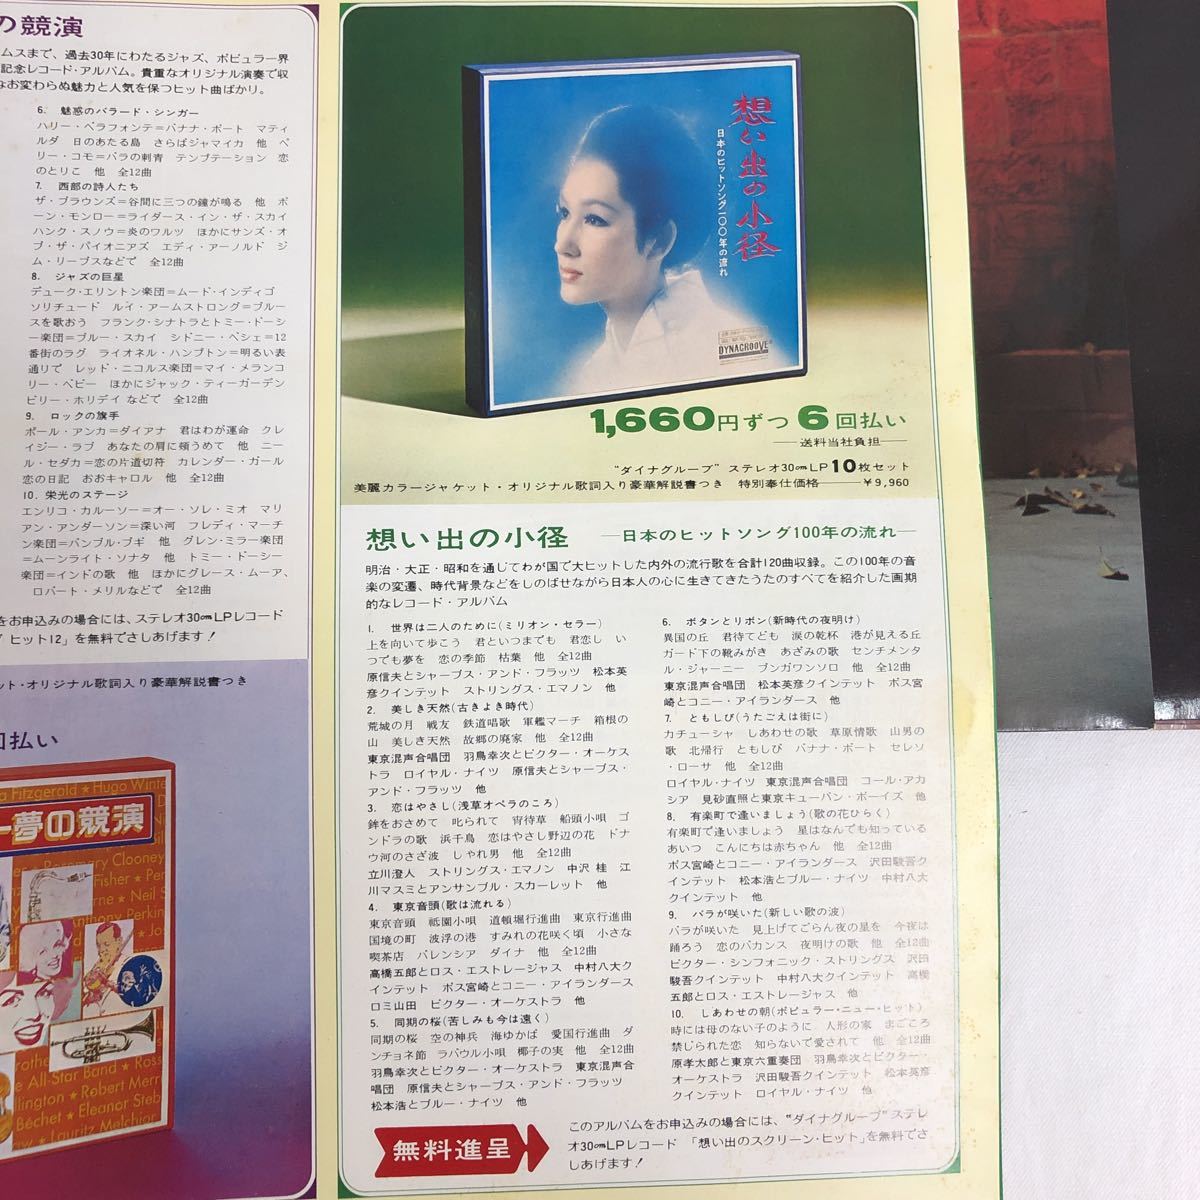 の競演
ムスまで、過去30年にわたるジャズ、ポピュラー界
記念レコード・アルバム。貴重なオリジナル演奏で収
なお変わらぬ魅力と人気を保つヒット曲ばかり。
6. 魅惑のバラード・シンガー
ハリー・ベラフォンテ=バナナ・ボート マティ
ルダ 日のあたる島 さらばジャマイカ 他 ペ
リー・コモ=バラの刺青 テンプテーション 恋
のとりこ 他 全12曲
7. 西部の詩人たち
ザ・ブラウンズ=谷間に三つの鐘が鳴る 他 ボ
ーン・モンロー=ライダース・イン・ザ・スカイ
ハンク・スノウ=炎のワルツ ほかにサンズ・オ
ブ・ザ・パイオニアズ エディ・アーノルド ジ
ム・リーブスなどで 全12曲
8. ジャズの巨星
デューク・エリントン楽団=ムード・インディゴ
ソリチュード ルイ・アームストロング=ブルー
スを歌おう フランク・シナトラとトミー・ドーシ
ー楽団=ブルー・スカイ シドニー・ベシェ=12
番街のラグ ライオネル・ハンプトン=明るい表
通りで レッド・ニコルス楽団=マイ・メランコ
リー・ベビー ほかにジャック・ティーガーデン
ビリー・ホリデイ などで 全12曲
9. ロックの旗手
ポール・アンカ=ダイアナ 君はわが運命 クレ
イジー・ラブ あなたの肩に頬うめて 他 ニー
ル・セダカ=恋の片道切符 カレンダー・ガール
恋の日記 おおキャロル 他 全12曲
10. 栄光のステージ
エンリコ・カルーソー=オー・ソレ・ミオ マリ
アン・アンダーソン=深い河 フレディ・マーチ
ン楽団=バンブル・ブギ 他 グレン・ミラー楽団
=ムーンライト・ソナタ 他 トミー・ドーシー
楽団=インドの歌 他 ほかにグレース・ムーア、
ロバート・メリルなどで 全12曲
をお申込みの場合には、ステレオ30cmLPレコード
ヒット12」を無料でさしあげます!
ット・オリジナル歌詞入り豪華解説書つき
回払い
a Fitzgerald ★ Hugo Winte
ー夢の競演
Rosemary Clooney
Fisher ★ Per
Neil S
Anthony Perkin
All-Star Band ★ Ross
llington ★ Robert Merri
Béchet ★ Eleanor Steb
★ Lauritz Melchior
想い出の小径
日本のヒットソング一〇〇年の流れ
DYNAGROOVE
1,660円ずつ6回払い
―送料当社負担―
“ダイナグルーブ” ステレオ30cmLP10枚セット
美麗カラージャケット・オリジナル歌詞入り豪華解説書つき 特別奉仕価格――¥9,960
想い出の小径 ―日本のヒットソング100年の流れ―
明治・大正・昭和を通じてわが国で大ヒットした内外の流行歌を合計120曲収録。この100年の音
楽の変遷、時代背景などをしのばせながら日本人の心に生きてきたうたのすべてを紹介した画期
的なレコード・アルバム
1. 世界は二人のために(ミリオン・セラー)
上を向いて歩こう 君といつまでも 君恋し い
つでも夢を 恋の季節 枯葉 他 全12曲
原信夫とシャープス・アンド・フラッツ 松本英
彦クインテット ストリングス・エマノン 他
2. 美しき天然(古きよき時代)
荒城の月 戦友 鉄道唱歌 軍艦マーチ 箱根の
山 美しき天然 故郷の廃家 他 全12曲
東京混声合唱団 羽鳥幸次とビクター・オーケス
トラ ロイヤル・ナイツ 原信夫とシャープス・
アンド・フラッツ 他
3. 恋はやさし(浅草オペラのころ)
鉾をおさめて 叱られて 宵待草 船頭小唄 ゴ
ンドラの歌 浜千鳥 恋はやさし野辺の花 ドナ
ウ河のさざ波 しゃれ男 他 全12曲
立川澄人 ストリングス・エマノン 中沢 桂 江
川マスミとアンサンブル・スカーレット 他
4. 東京音頭(歌は流れる)
東京音頭 祗園小唄 道頓堀行進曲 東京行進曲
国境の町 波浮の港 すみれの花咲く頃 小さな
喫茶店 バレンシア ダイナ 他 全12曲
高橋五郎とロス・エストレージャス 中村八大ク
インテット ボス宮崎とコニー・アイランダース
ロミ山田 ビクター・オーケストラ 他
5. 同期の桜(苦しみも今は遠く)
同期の桜 空の神兵 海ゆかば 愛国行進曲 ダ
ンチョネ節 ラバウル小唄 椰子の実 他 全12曲
羽鳥幸次とビクター・オーケストラ 東京混声合
唱団 原信夫とシャープス・アンド・フラッツ
松本浩とブルー・ナイツ 他
6. ボタンとリボン(新時代の夜明け)
異国の丘 君待てども 涙の乾杯 港が見える丘
ガード下の靴みがき あざみの歌 センチメンタ
ル・ジャーニー ブンガワンソロ 他 全12曲
東京混声合唱団 松本英彦クインテット ボス宮
崎とコニー・アイランダース 他
7. ともしび(うたごえは街に)
カチューシャ しあわせの歌 草原情歌 山男の
歌 北帰行 ともしび バナナ・ボート セレソ
・ローサ 他 全12曲
ロイヤル・ナイツ 東京混声合唱団 コール・アカ
シア 見砂直照と東京キューバン・ボーイズ 他
8. 有楽町で逢いましょう(歌の花ひらく)
有楽町で逢いましょう 星はなんでも知っている
あいつ こんにちは赤ちゃん 他 全12曲
ボス宮崎とコニー・アイランダース 沢田駿吾ク
インテット 松本浩とブルー・ナイツ 中村八大
クインテット 他
9. バラが咲いた(新しい歌の波)
バラが咲いた 見上げてごらん夜の星を 今夜は
踊ろう 恋のバカンス 夜明けの歌 他 全12曲
ビクター・シンフォニック・ストリングス 沢田
駿吾クインテット 中村八大クインテット 高橋
五郎とロス・エストレージャス 他
10. しあわせの朝(ポピュラー・ニュー・ヒット)
時には母のない子のように 人形の家 まごころ
禁じられた恋 知らないで愛されて 他 全12曲
原孝太郎と東京六重奏団 羽鳥幸次とビクター・
オーケストラ 沢田駿吾クインテット 松本英彦
クインテット ロイヤル・ナイツ 他
無料進呈
このアルバムをお申込みの場合には、“ダイナグルーブ”ステレ
オ30cmLPレコード 「想い出のスクリーン・ヒット」を無料でさ
しあげます!